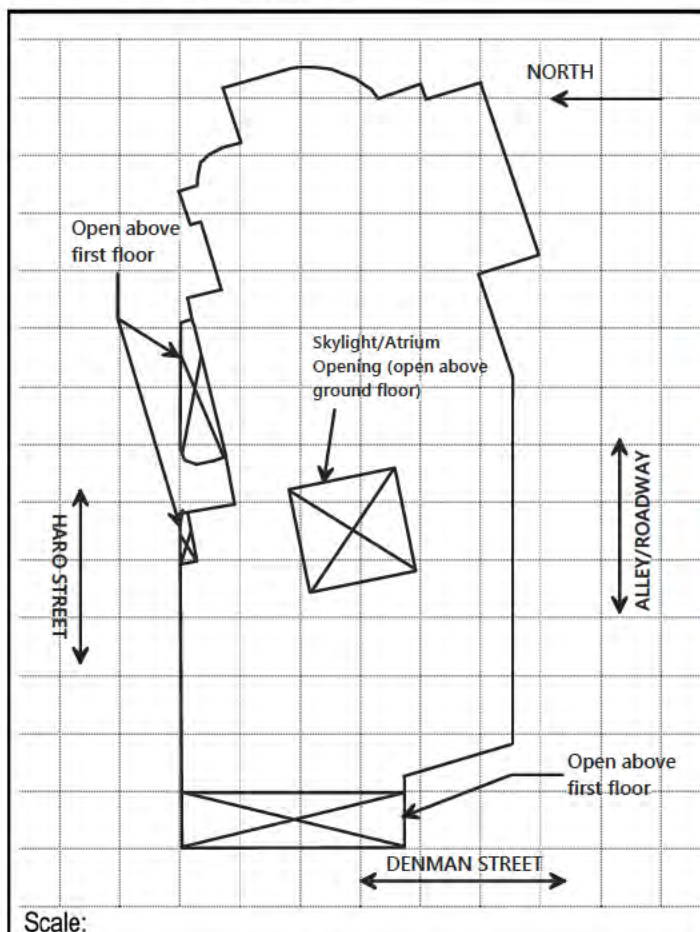 NORTH
Open above
first floor
Skylight/Atrium
Opening (open above
ground floor)
HARO STREET
ALLEY/ROADWAY
Open above
first floor
DENMAN STREET
Scale: